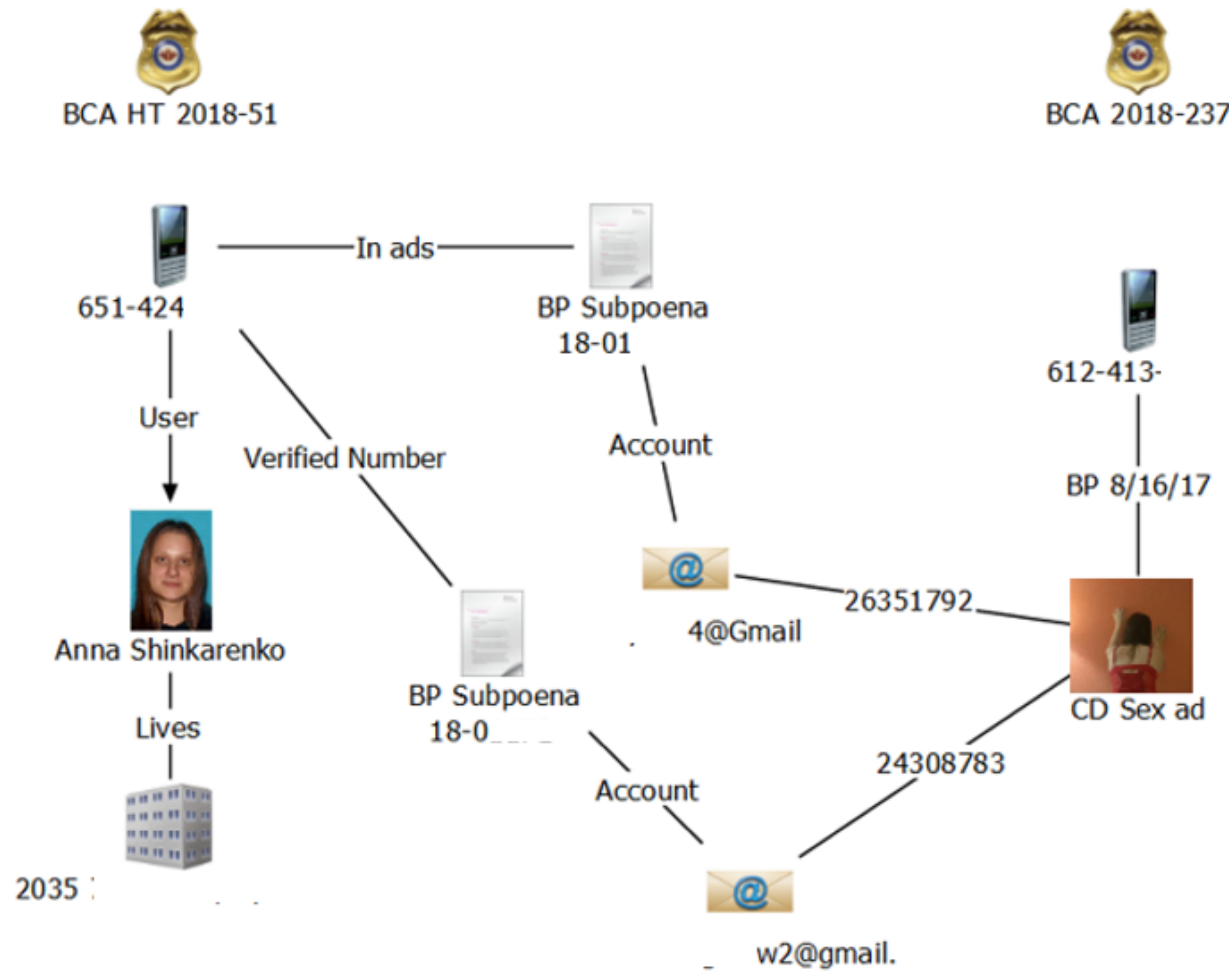 BCA HT 2018-51
BCA 2018-237
In ads
651-424
BP Subpoena
18-01
612-413-
User
Account
Verified Number
BP 8/16/17
26351792
4@Gmail
Anna Shinkarenko
BP Subpoena
18-0
CD Sex ad
Lives
24308783
Account
2035
w2@gmail.